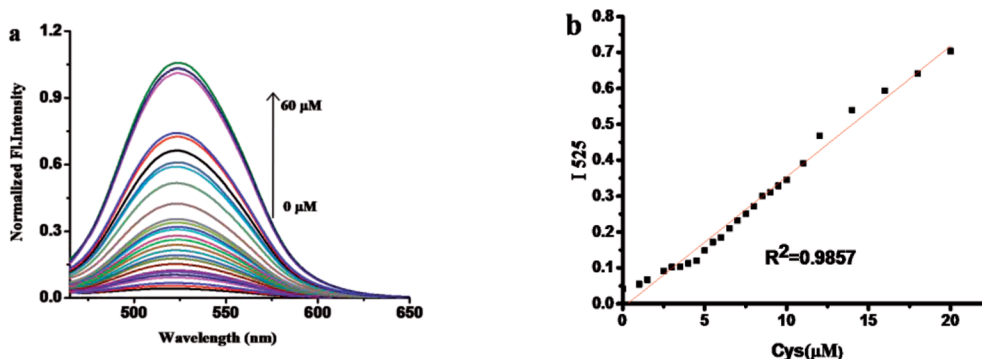 a
Normalized Fl.Intensity
1.2
0.9
0.6
0.3
0.0
60 μM
0 μM
500
550
600
650
Wavelength (nm)
b
I 525
0.8
0.7
0.6
0.5
0.4
0.3
0.2
0.1
0.0
R²=0.9857
0
5
10
15
20
Cys(μM)